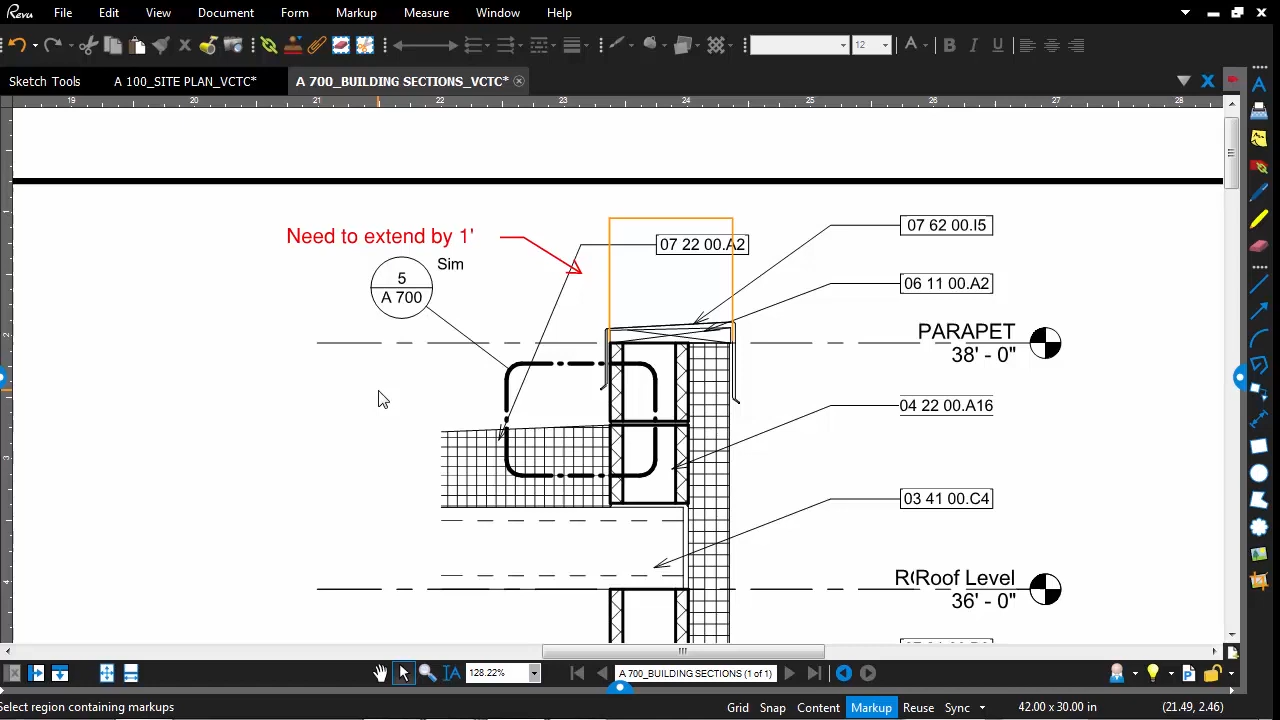 Revu File Edit View Document Form Markup Measure Window Help
12
Sketch Tools A 100_SITE PLAN_VCTC* A 700_BUILDING SECTIONS_VCTC*
19 20 21 22 23 24 25 26 27 28
1
2
3
4
Need to extend by 1'
07 22 00.A2
07 62 00.I5
Sim
5
A 700
06 11 00.A2
PARAPET
38' - 0"
04 22 00.A16
03 41 00.C4
Roof Level
36' - 0"
128.22%
A 700_BUILDING SECTIONS (1 of 1)
Select region containing markups
Grid Snap Content Markup Reuse Sync
42.00 x 30.00 in
(21.49, 2.46)